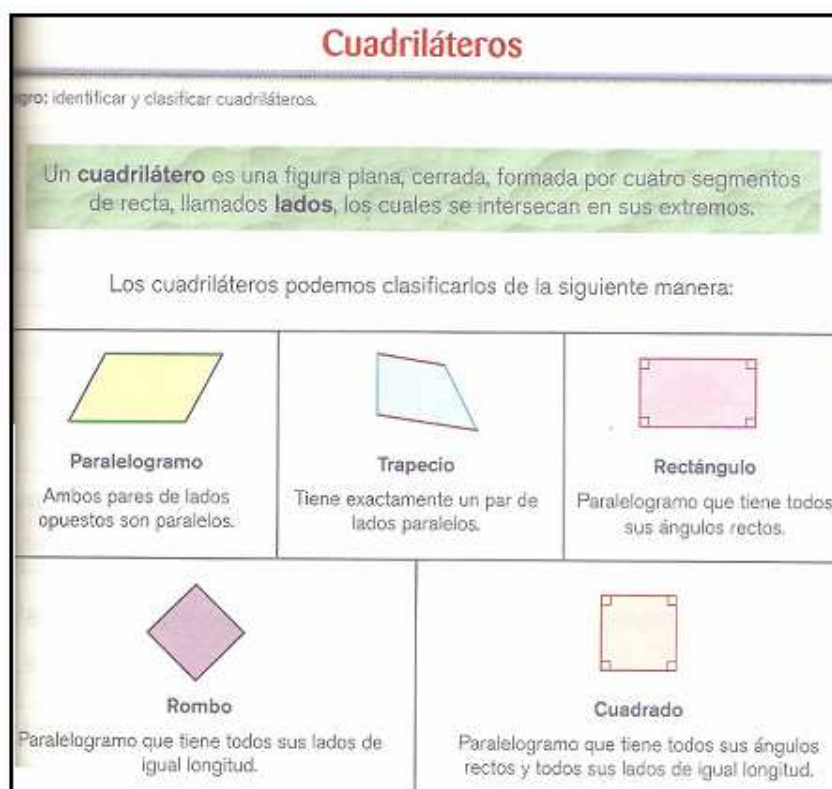 Cuadriláteros
gro: identificar y clasificar cuadriláteros.
Un cuadrilátero es una figura plana, cerrada, formada por cuatro segmentos
de recta, llamados lados, los cuales se intersecan en sus extremos.
Los cuadriláteros podemos clasificarlos de la siguiente manera:
Paralelogramo
Ambos pares de lados
opuestos son paralelos.
Trapecio
Tiene exactamente un par de
lados paralelos.
Rectángulo
Paralelogramo que tiene todos
sus ángulos rectos.
Rombo
Paralelogramo que tiene todos sus lados de
igual longitud.
Cuadrado
Paralelogramo que tiene todos sus ángulos
rectos y todos sus lados de igual longitud.